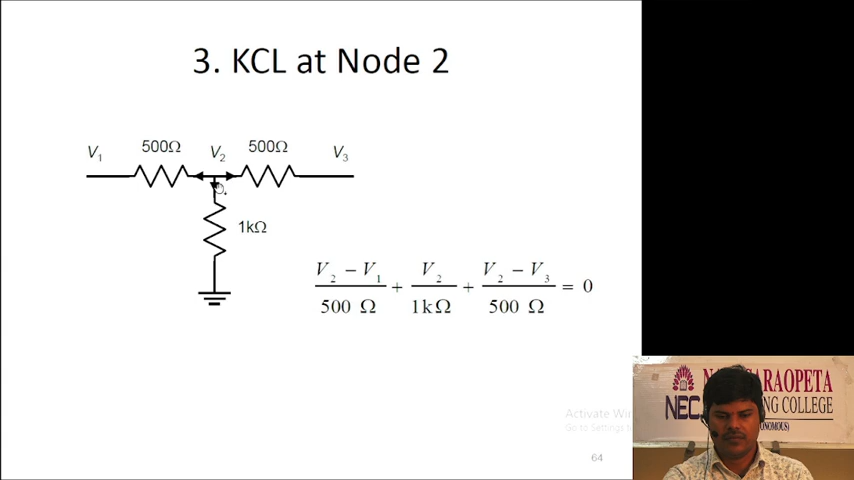 3. KCL at Node 2
V1 500Ω V2 500Ω V3
1kΩ
V2 – V1 V2 V2 – V3
+ + = 0
500 Ω 1kΩ 500 Ω
Activate Wi
Go to Settings
64
SARAOPETA
NEC
NG COLLEGE